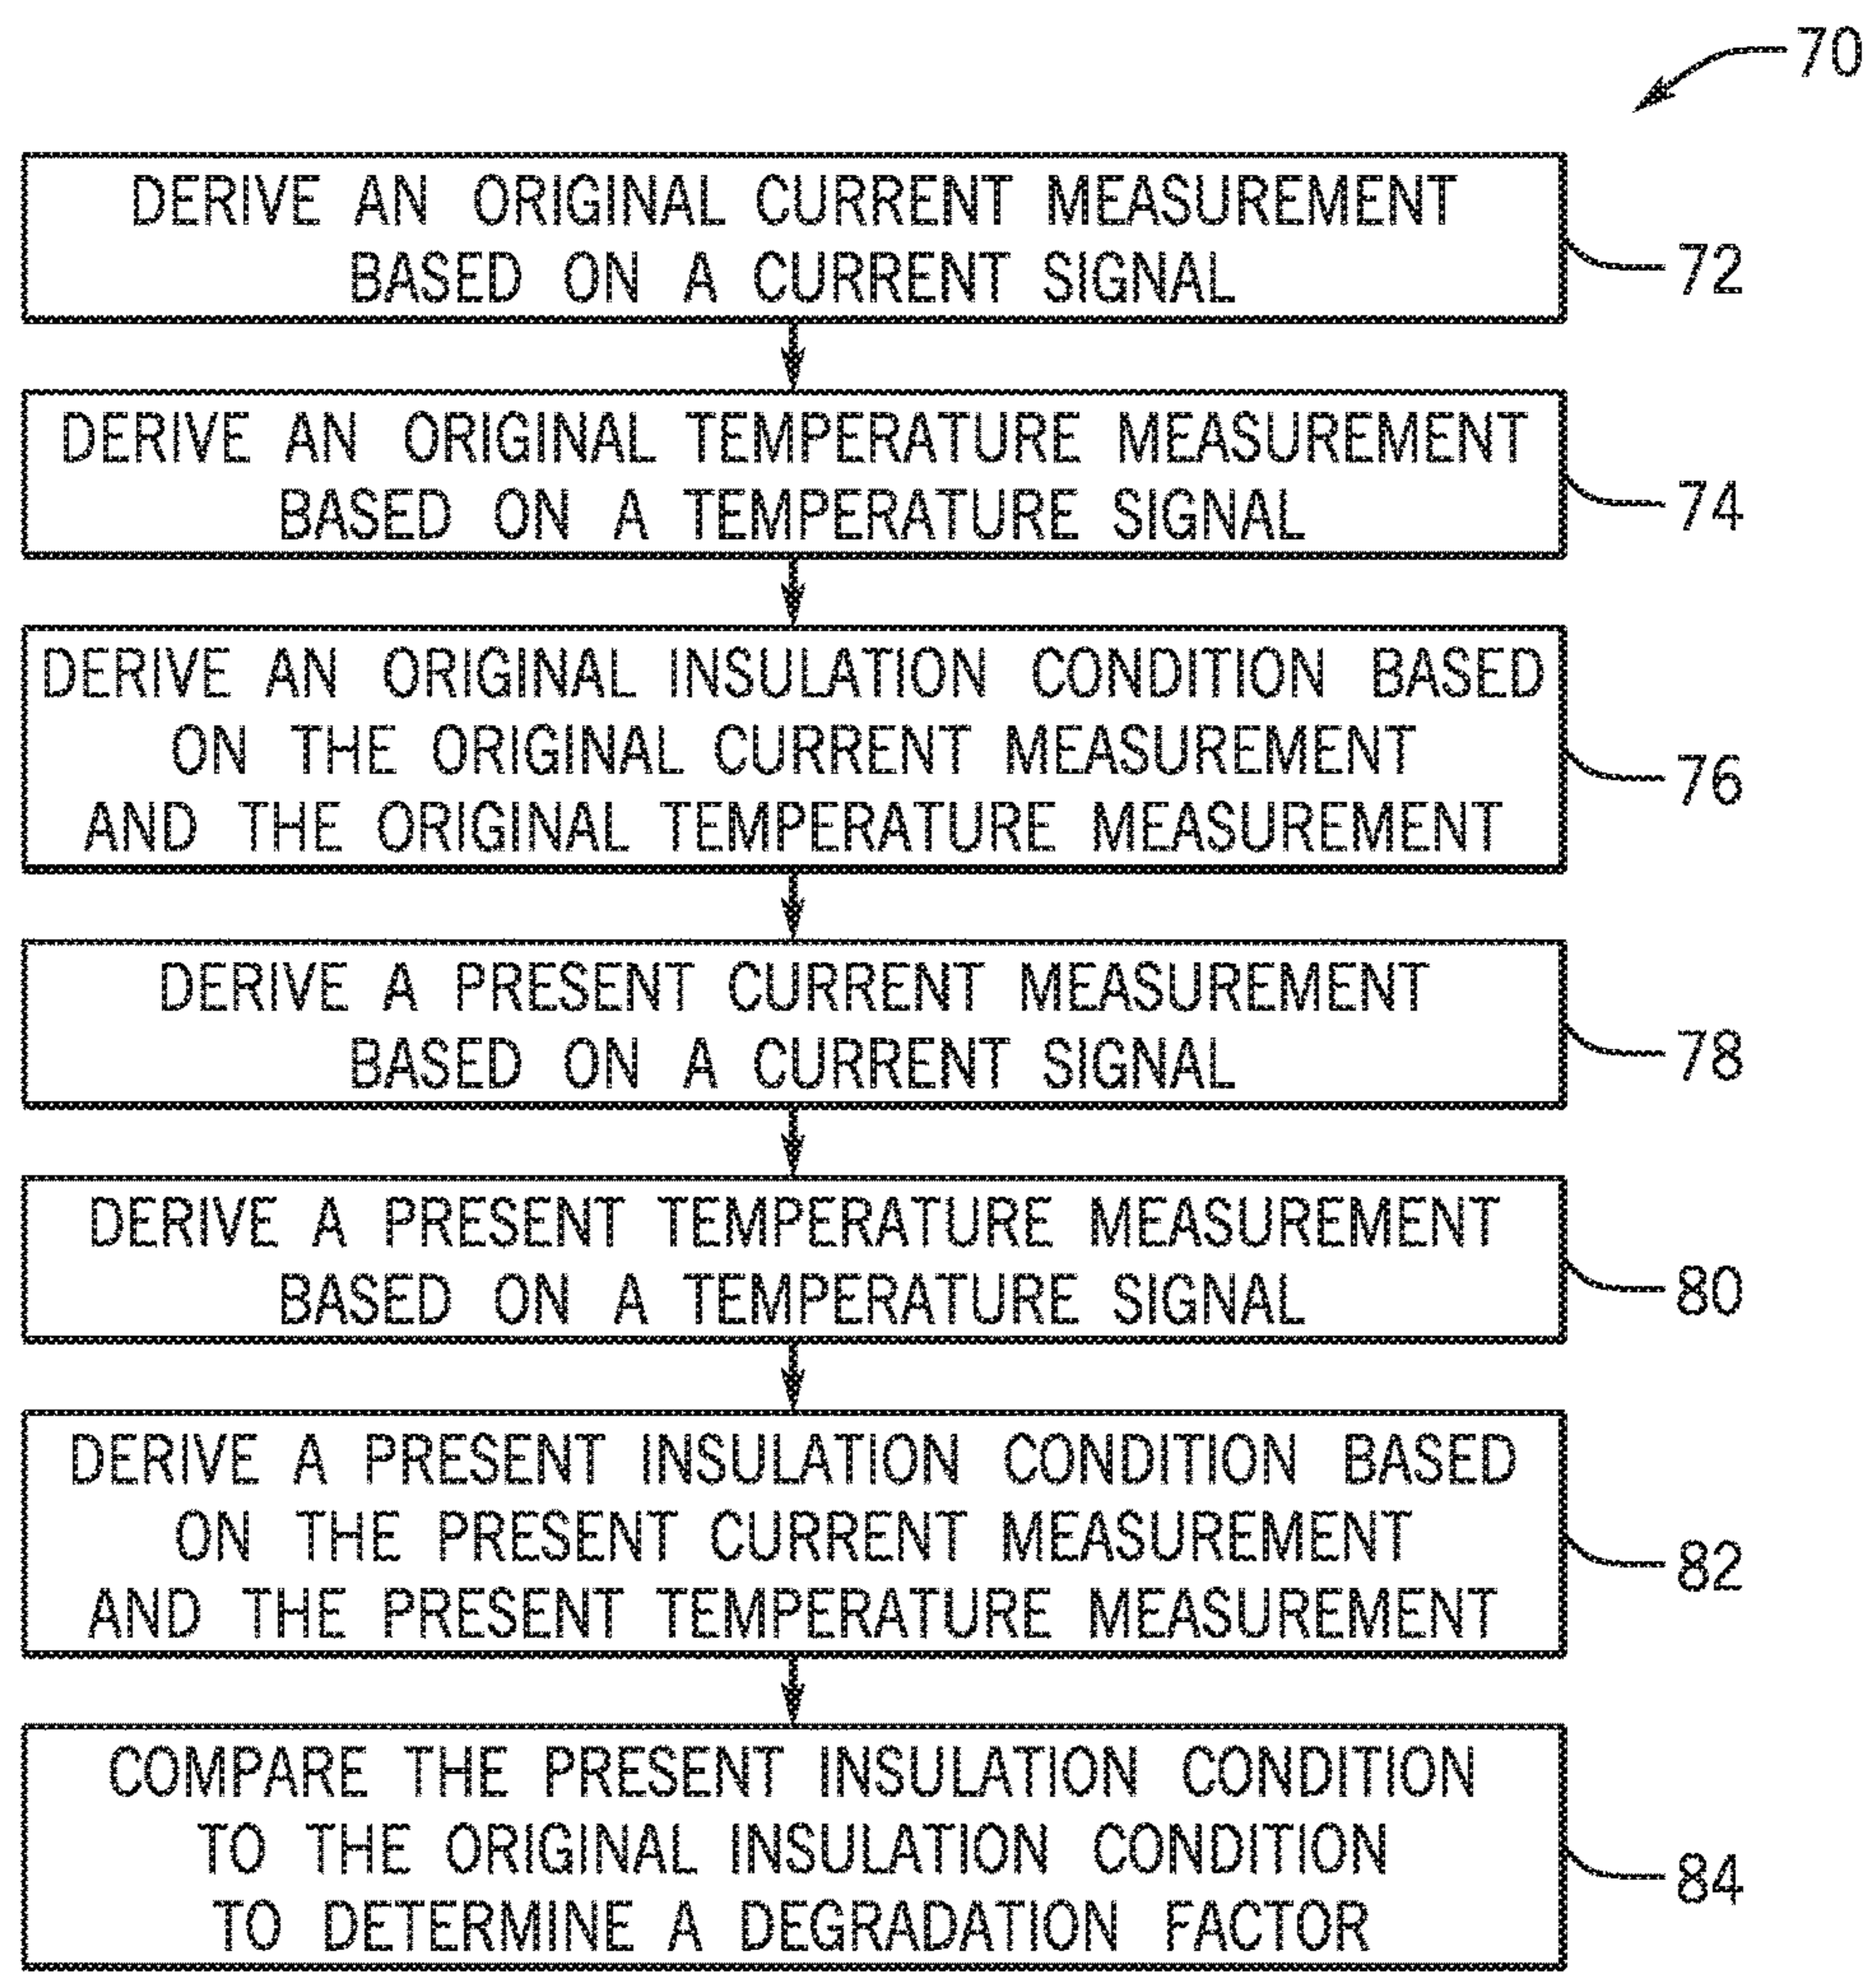 70
DERIVE AN ORIGINAL CURRENT MEASUREMENT
BASED ON A CURRENT SIGNAL
72
DERIVE AN ORIGINAL TEMPERATURE MEASUREMENT
BASED ON A TEMPERATURE SIGNAL
74
DERIVE AN ORIGINAL INSULATION CONDITION BASED
ON THE ORIGINAL CURRENT MEASUREMENT
AND THE ORIGINAL TEMPERATURE MEASUREMENT
76
DERIVE A PRESENT CURRENT MEASUREMENT
BASED ON A CURRENT SIGNAL
78
DERIVE A PRESENT TEMPERATURE MEASUREMENT
BASED ON A TEMPERATURE SIGNAL
80
DERIVE A PRESENT INSULATION CONDITION BASED
ON THE PRESENT CURRENT MEASUREMENT
AND THE PRESENT TEMPERATURE MEASUREMENT
82
COMPARE THE PRESENT INSULATION CONDITION
TO THE ORIGINAL INSULATION CONDITION
TO DETERMINE A DEGRADATION FACTOR
84